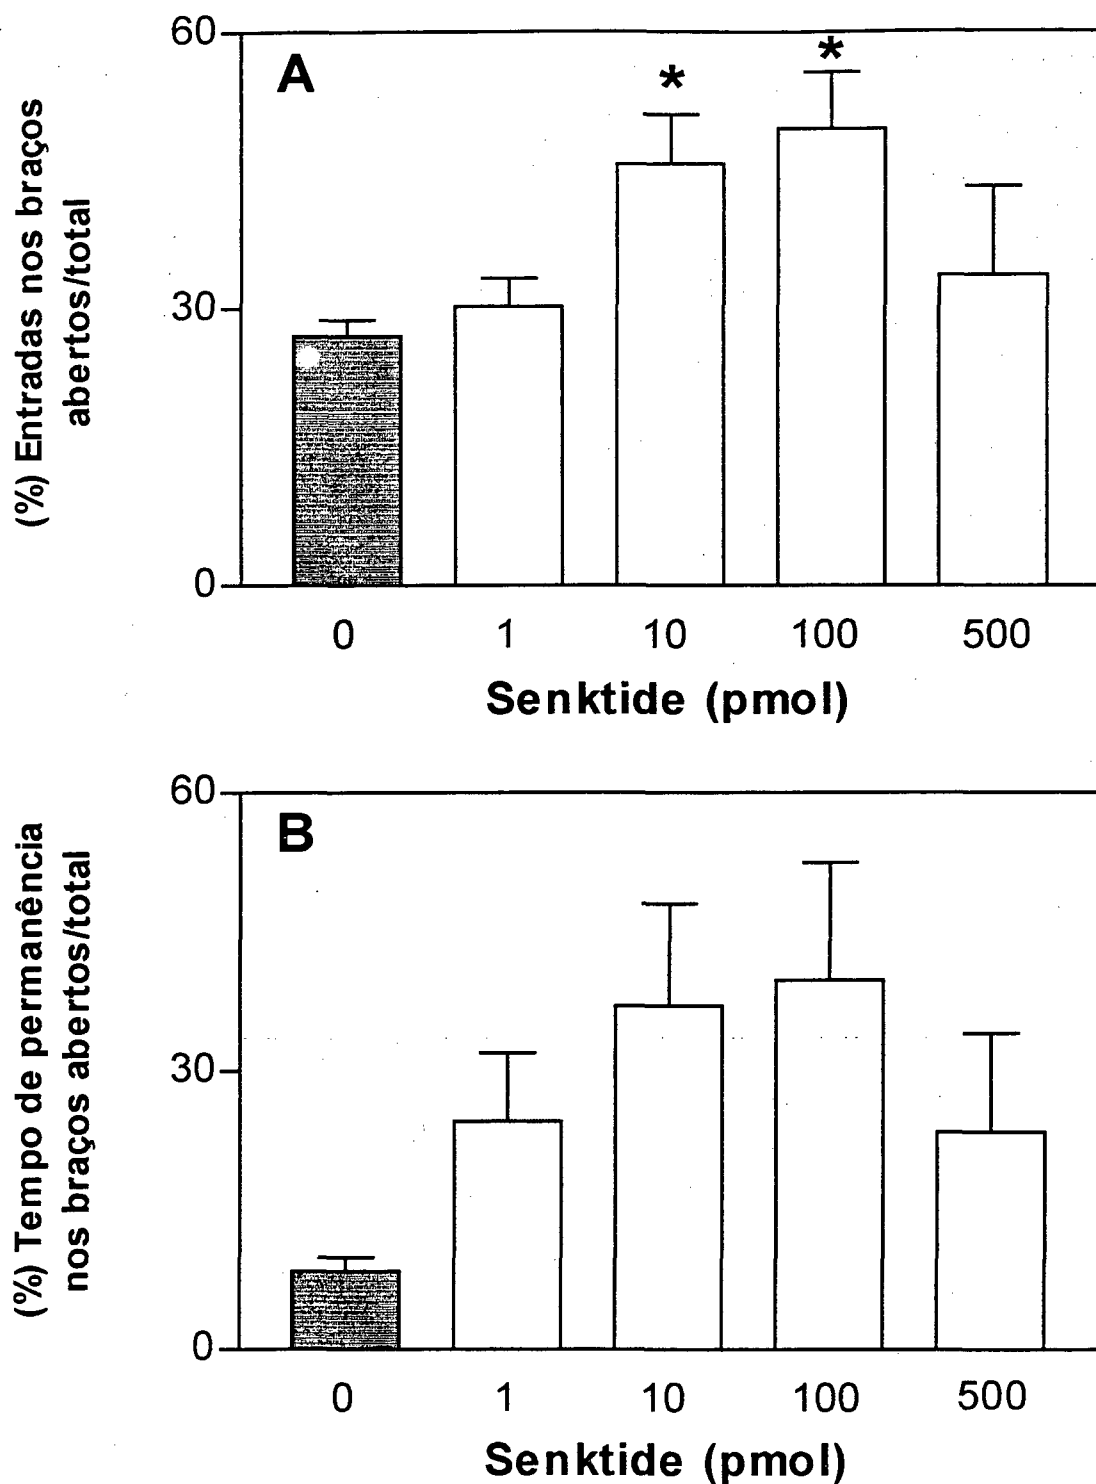 60
A
*
*
(%) Entradas nos braços
abertos/total
30
0
0 1 10 100 500
Senktide (pmol)
60
B
(%) Tempo de permanência
nos braços abertos/total
30
0
0 1 10 100 500
Senktide (pmol)